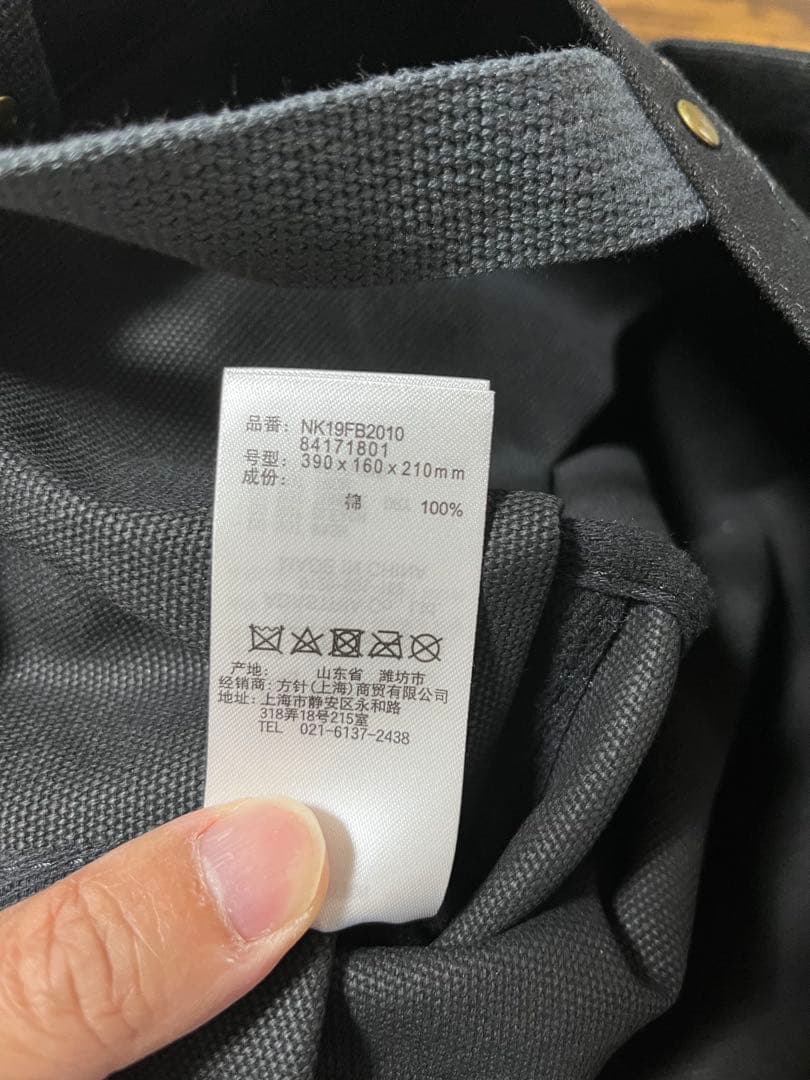 品番: NK19FB2010
84171801
号型: 390 x 160 x 210mm
成份:
棉 100%
产地: 山东省 潍坊市
经销商: 方针(上海)商贸有限公司
地址: 上海市静安区永和路
318弄18号215室
TEL 021-6137-2438